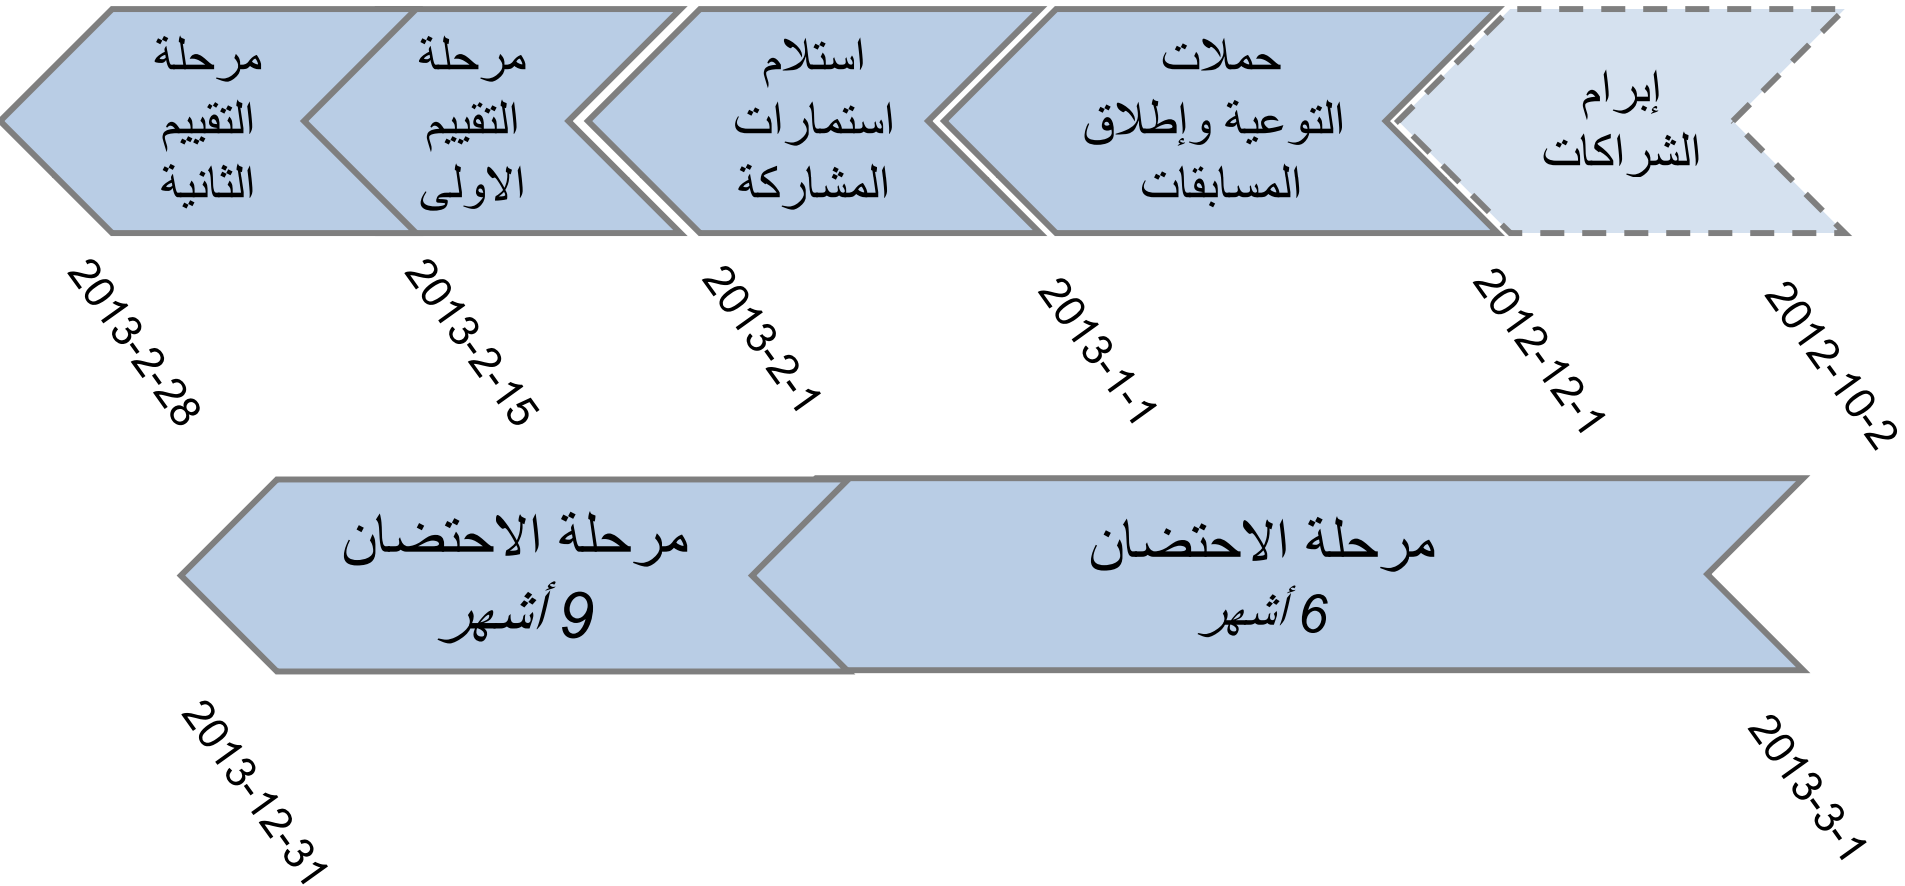 إبرام
الشراكات
حملات
التوعية وإطلاق
المسابقات
استلام
استمارات
المشاركة
مرحلة
التقييم
الاولى
مرحلة
التقييم
الثانية
2012-10-2
2012-12-1
2013-1-1
2013-2-1
2013-2-15
2013-2-28
مرحلة الاحتضان
6 أشهر
مرحلة الاحتضان
9 أشهر
2013-3-1
2013-12-31